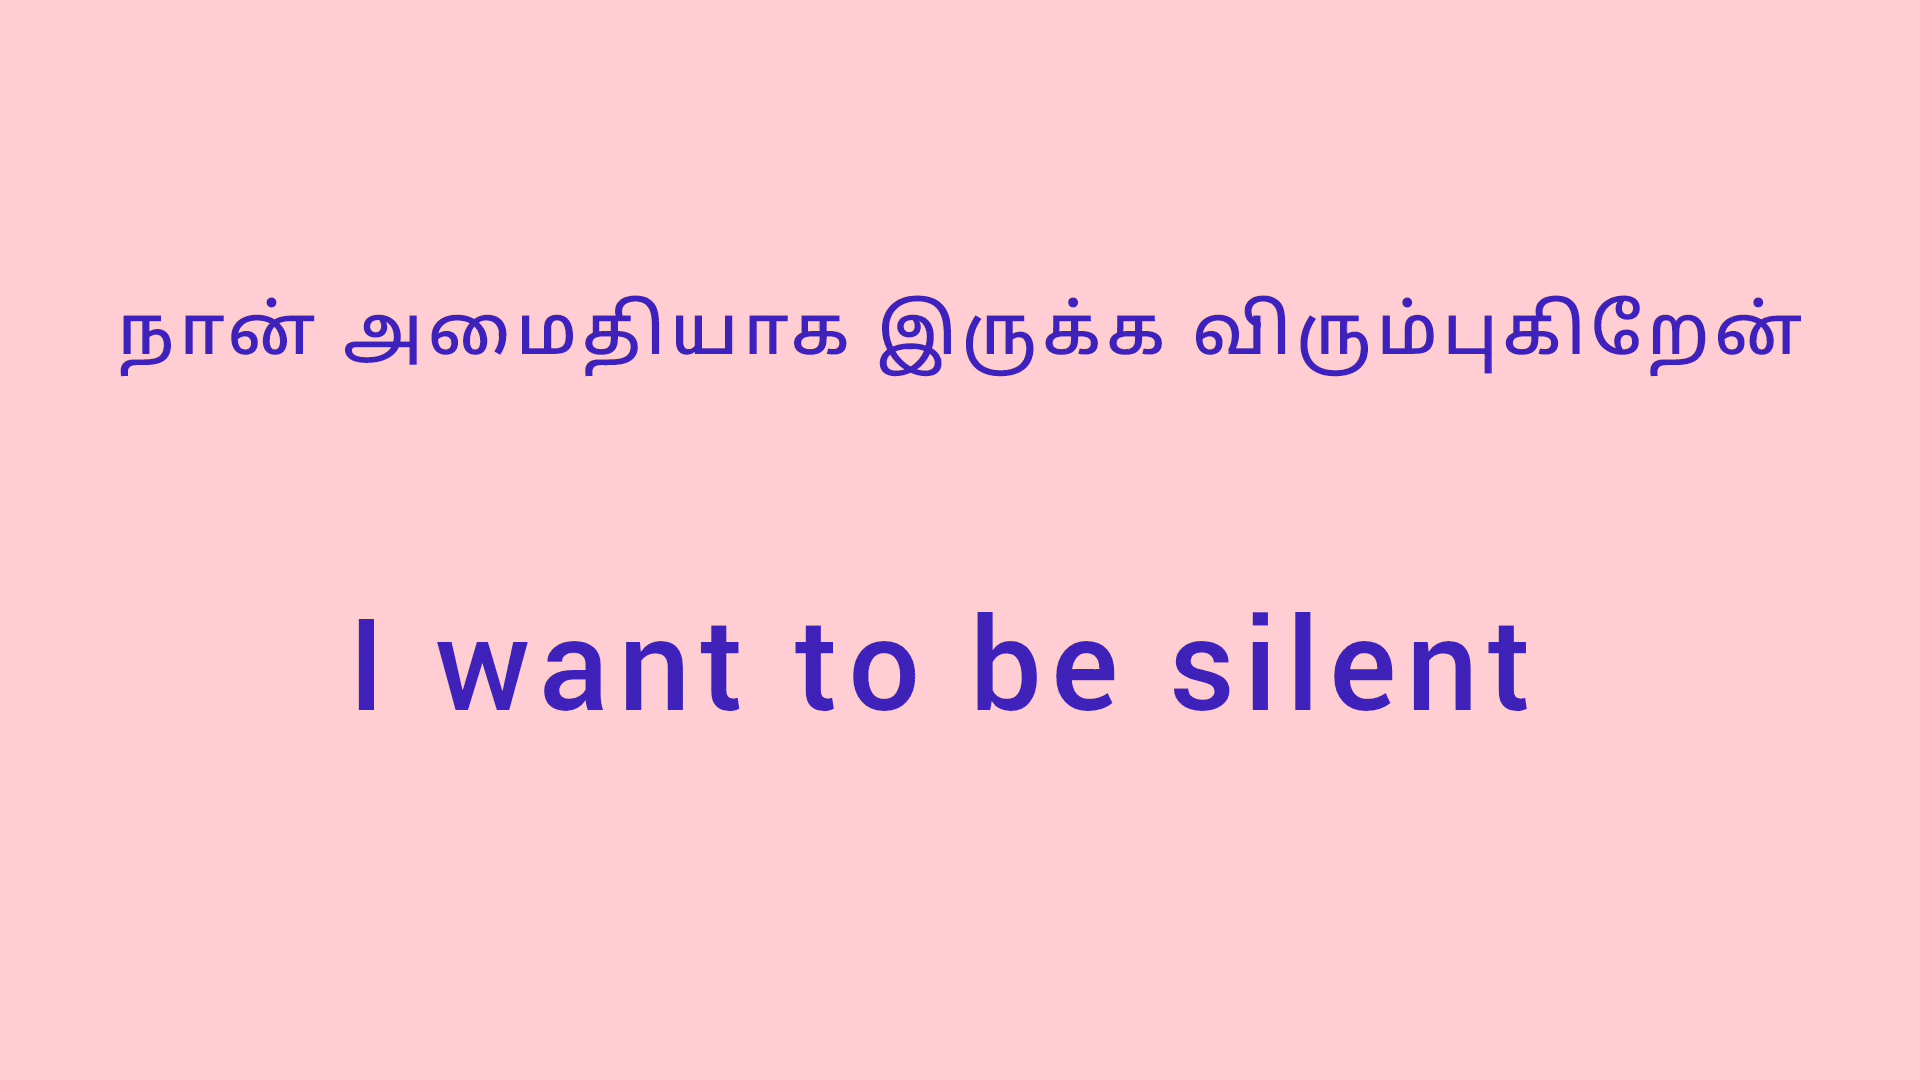 நான் அமைதியாக இருக்க விரும்புகிறேன்
I want to be silent